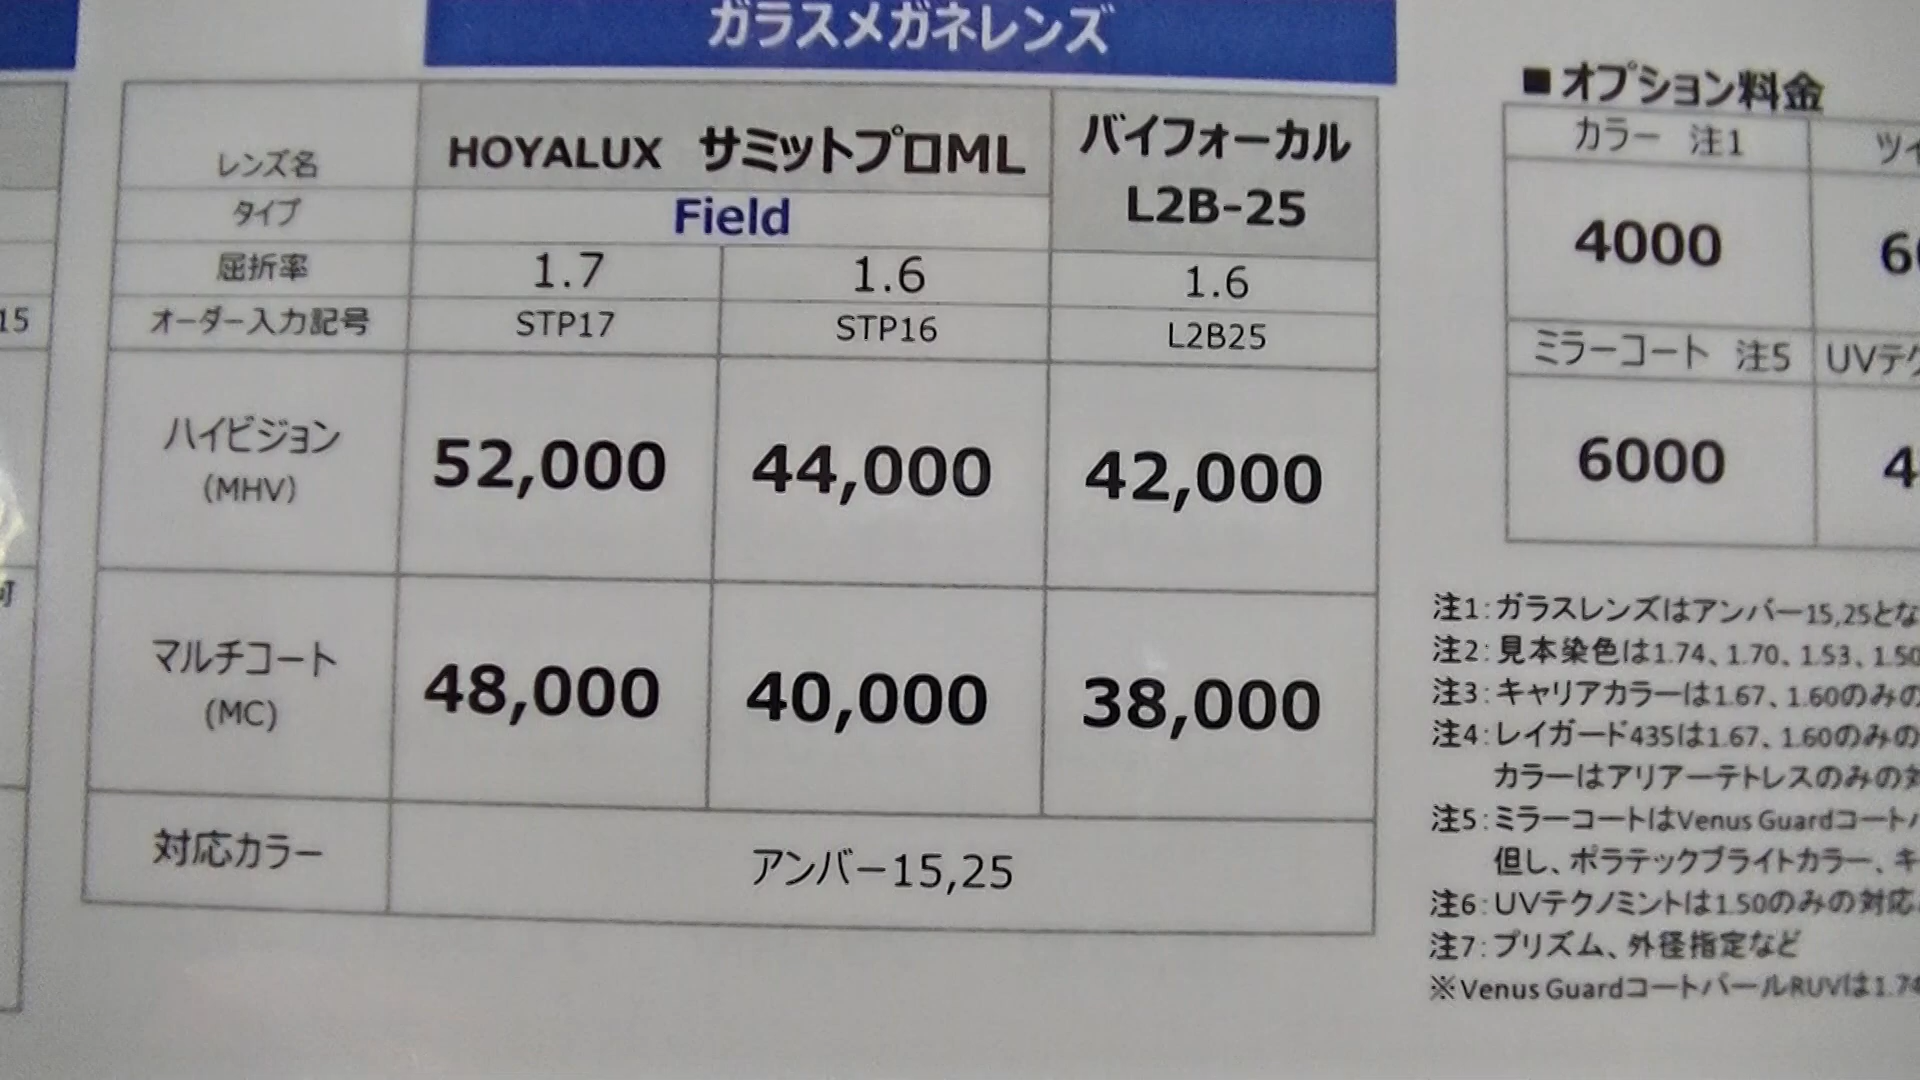 ガラスメガネレンズ
レンズ名 HOYALUX サミットプロML バイフォーカル L2B-25
タイプ Field
屈折率 1.7 1.6 1.6
オーダー入力記号 STP17 STP16 L2B25
ハイビジョン (MHV) 52,000 44,000 42,000
マルチコート (MC) 48,000 40,000 38,000
対応カラー アンバー15,25
15
可
■オプション料金
カラー 注1
4000
ミラーコート 注5
6000
注1:ガラスレンズはアンバー15,25とな
注2:見本染色は1.74、1.70、1.53、1.50
注3:キャリアカラーは1.67、1.60のみの
注4:レイガード435は1.67、1.60のみの
カラーはアリアーテトレスのみの対
注5:ミラーコートはVenus Guardコート
但し、ポラテックブライトカラー、キ
注6:UVテクノミントは1.50のみの対応
注7:プリズム、外径指定など
※Venus GuardコートパールRUVは1.74